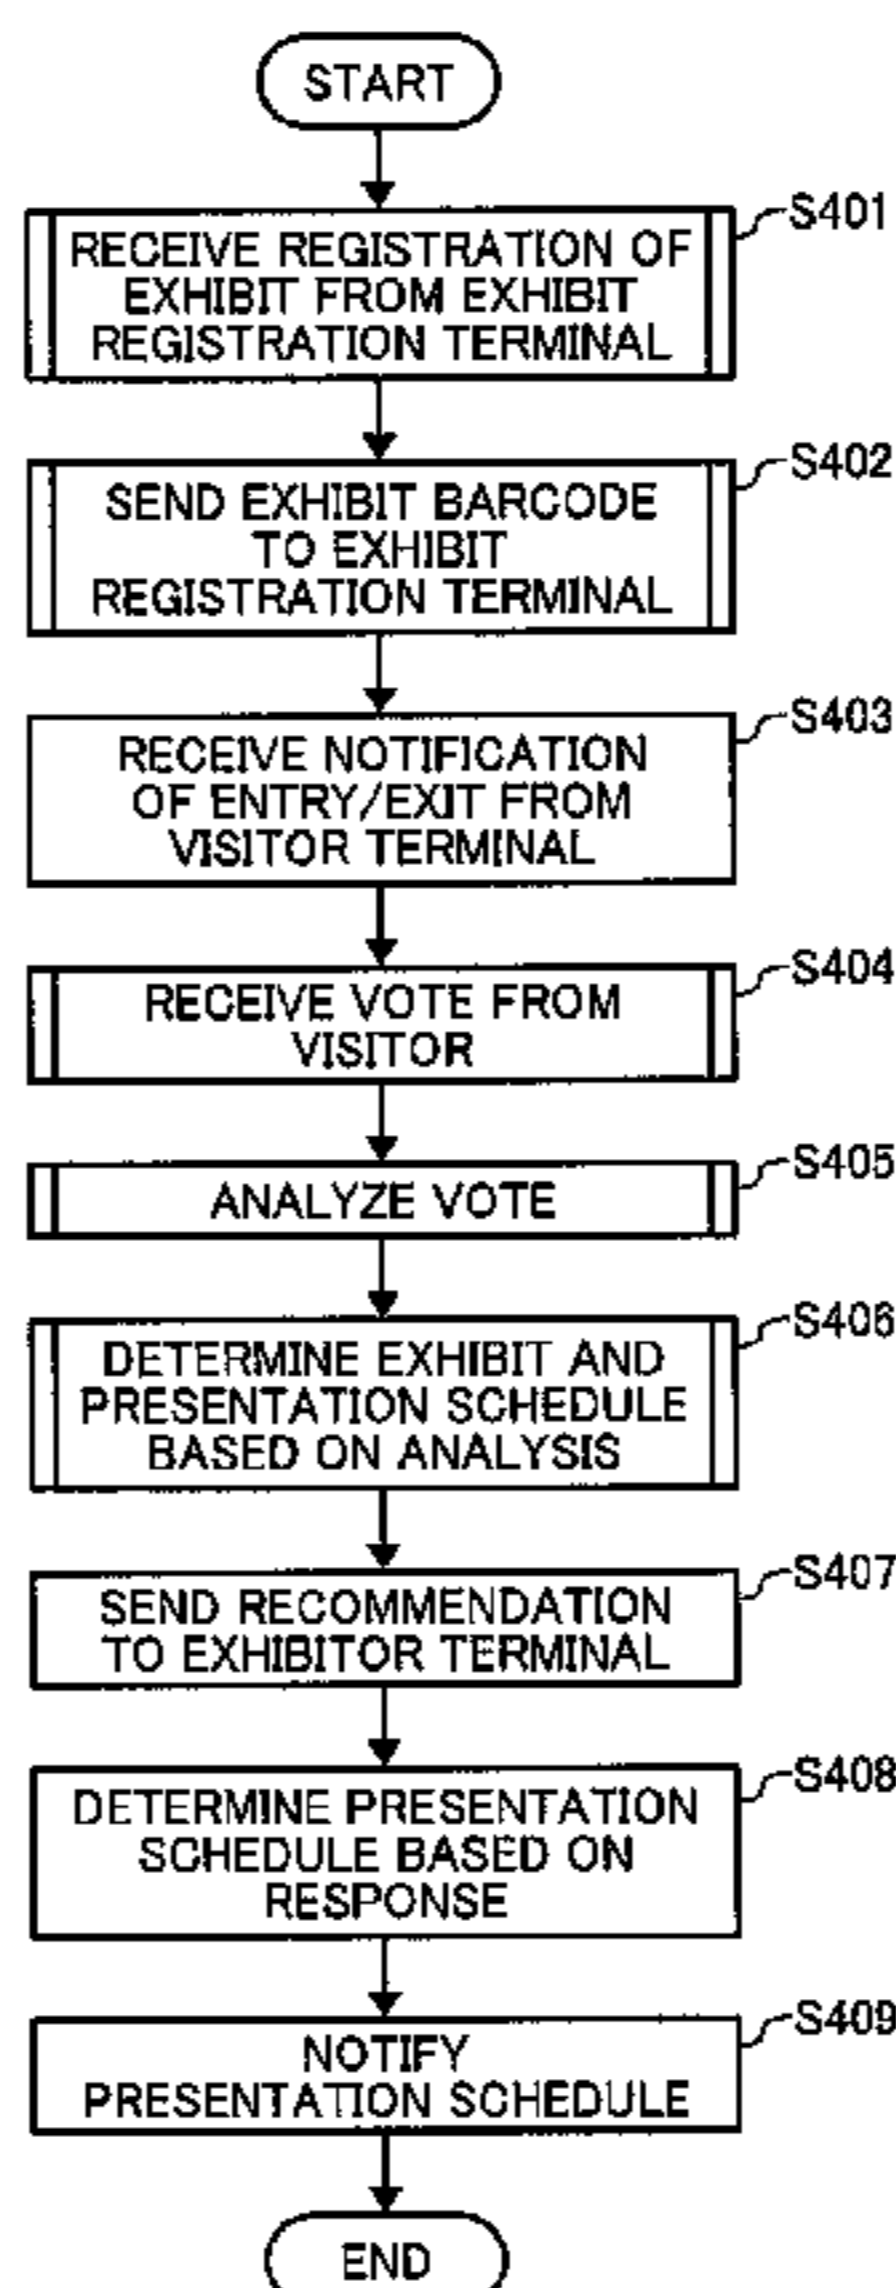 START
S401
RECEIVE REGISTRATION OF
EXHIBIT FROM EXHIBIT
REGISTRATION TERMINAL
S402
SEND EXHIBIT BARCODE
TO EXHIBIT
REGISTRATION TERMINAL
S403
RECEIVE NOTIFICATION
OF ENTRY/EXIT FROM
VISITOR TERMINAL
S404
RECEIVE VOTE FROM
VISITOR
S405
ANALYZE VOTE
S406
DETERMINE EXHIBIT AND
PRESENTATION SCHEDULE
BASED ON ANALYSIS
S407
SEND RECOMMENDATION
TO EXHIBITOR TERMINAL
S408
DETERMINE PRESENTATION
SCHEDULE BASED ON
RESPONSE
S409
NOTIFY
PRESENTATION SCHEDULE
END